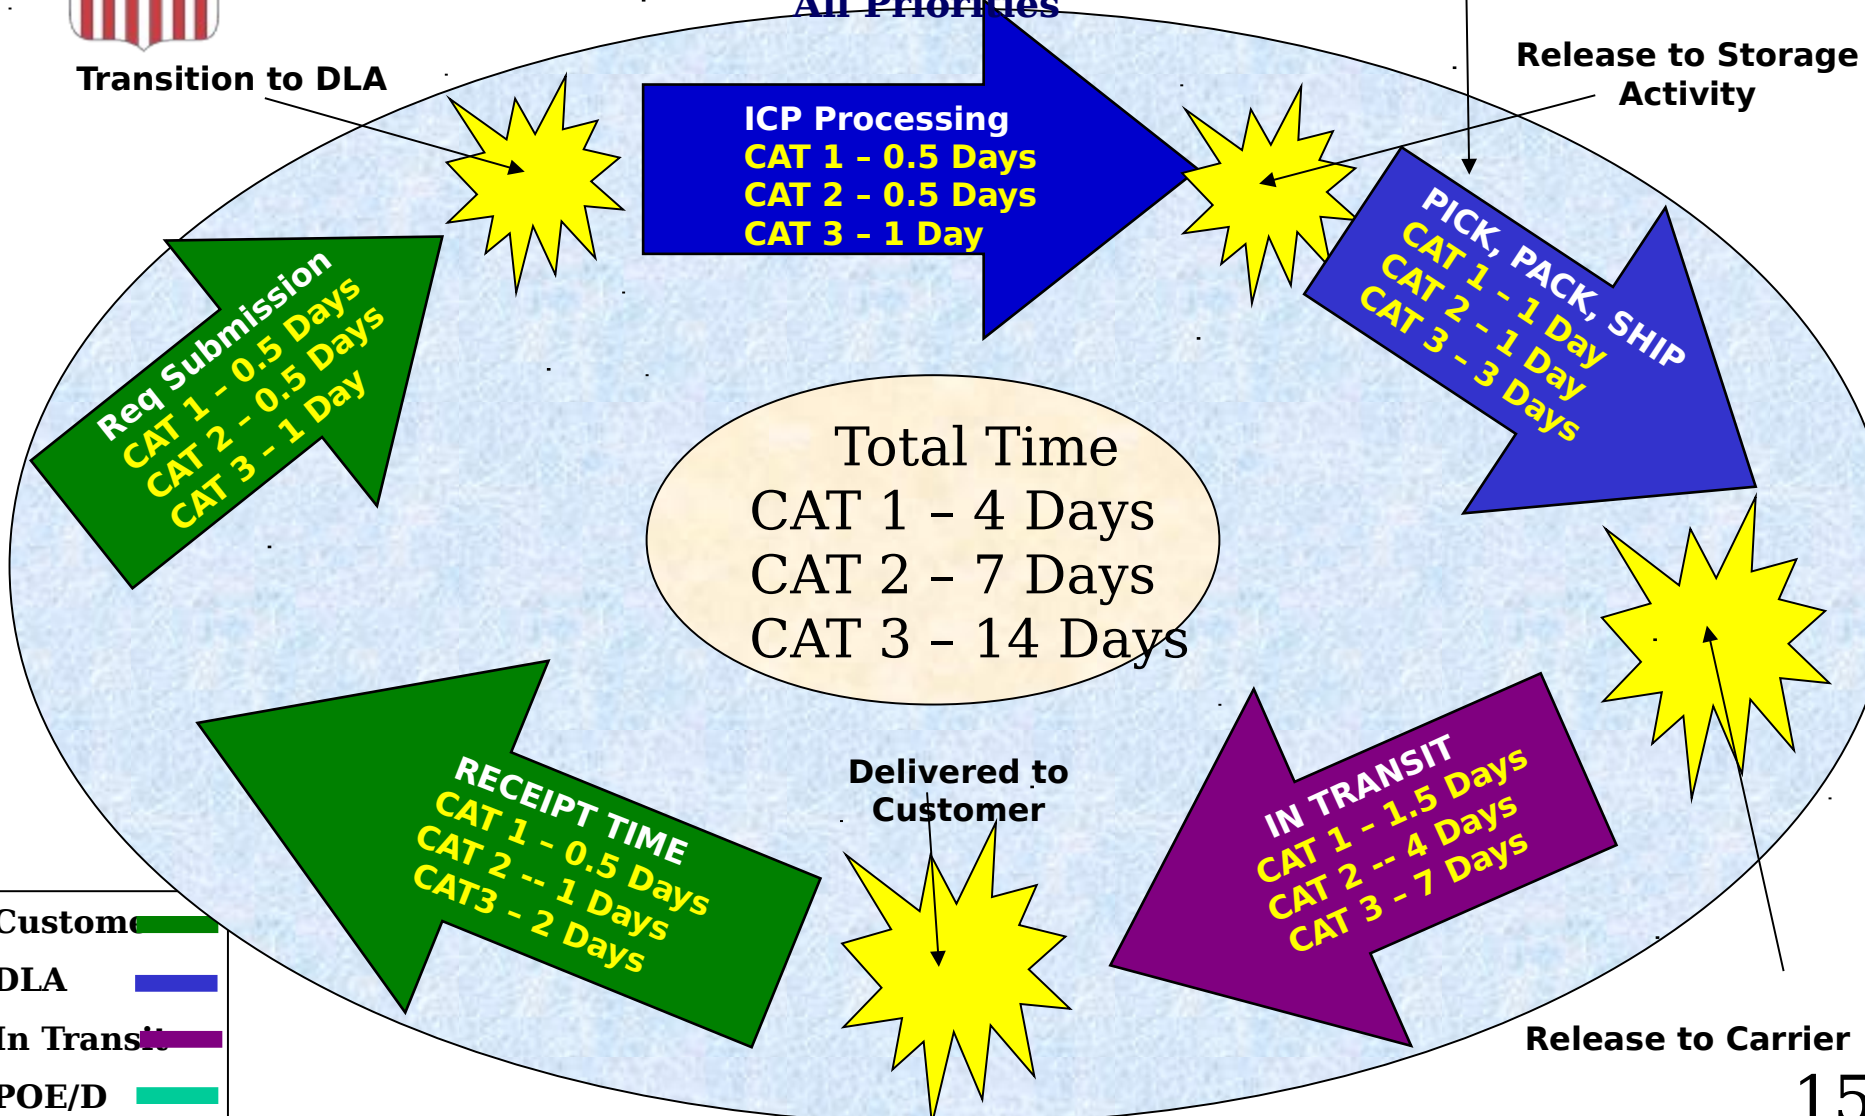 All Priorities
Transition to DLA
Release to Storage
Activity
ICP Processing
CAT 1 – 0.5 Days
CAT 2 – 0.5 Days
CAT 3 – 1 Day
PICK, PACK, SHIP
CAT 1 – 1 Day
CAT 2 – 1 Day
CAT 3 – 3 Days
Req Submission
CAT 1 – 0.5 Days
CAT 2 – 0.5 Days
CAT 3 – 1 Day
Total Time
CAT 1 – 4 Days
CAT 2 – 7 Days
CAT 3 – 14 Days
IN TRANSIT
CAT 1 – 1.5 Days
CAT 2 -- 4 Days
CAT 3 – 7 Days
Delivered to
Customer
RECEIPT TIME
CAT 1 – 0.5 Days
CAT 2 -- 1 Days
CAT3 – 2 Days
Custome
DLA
In Transit
POE/D
Release to Carrier
15